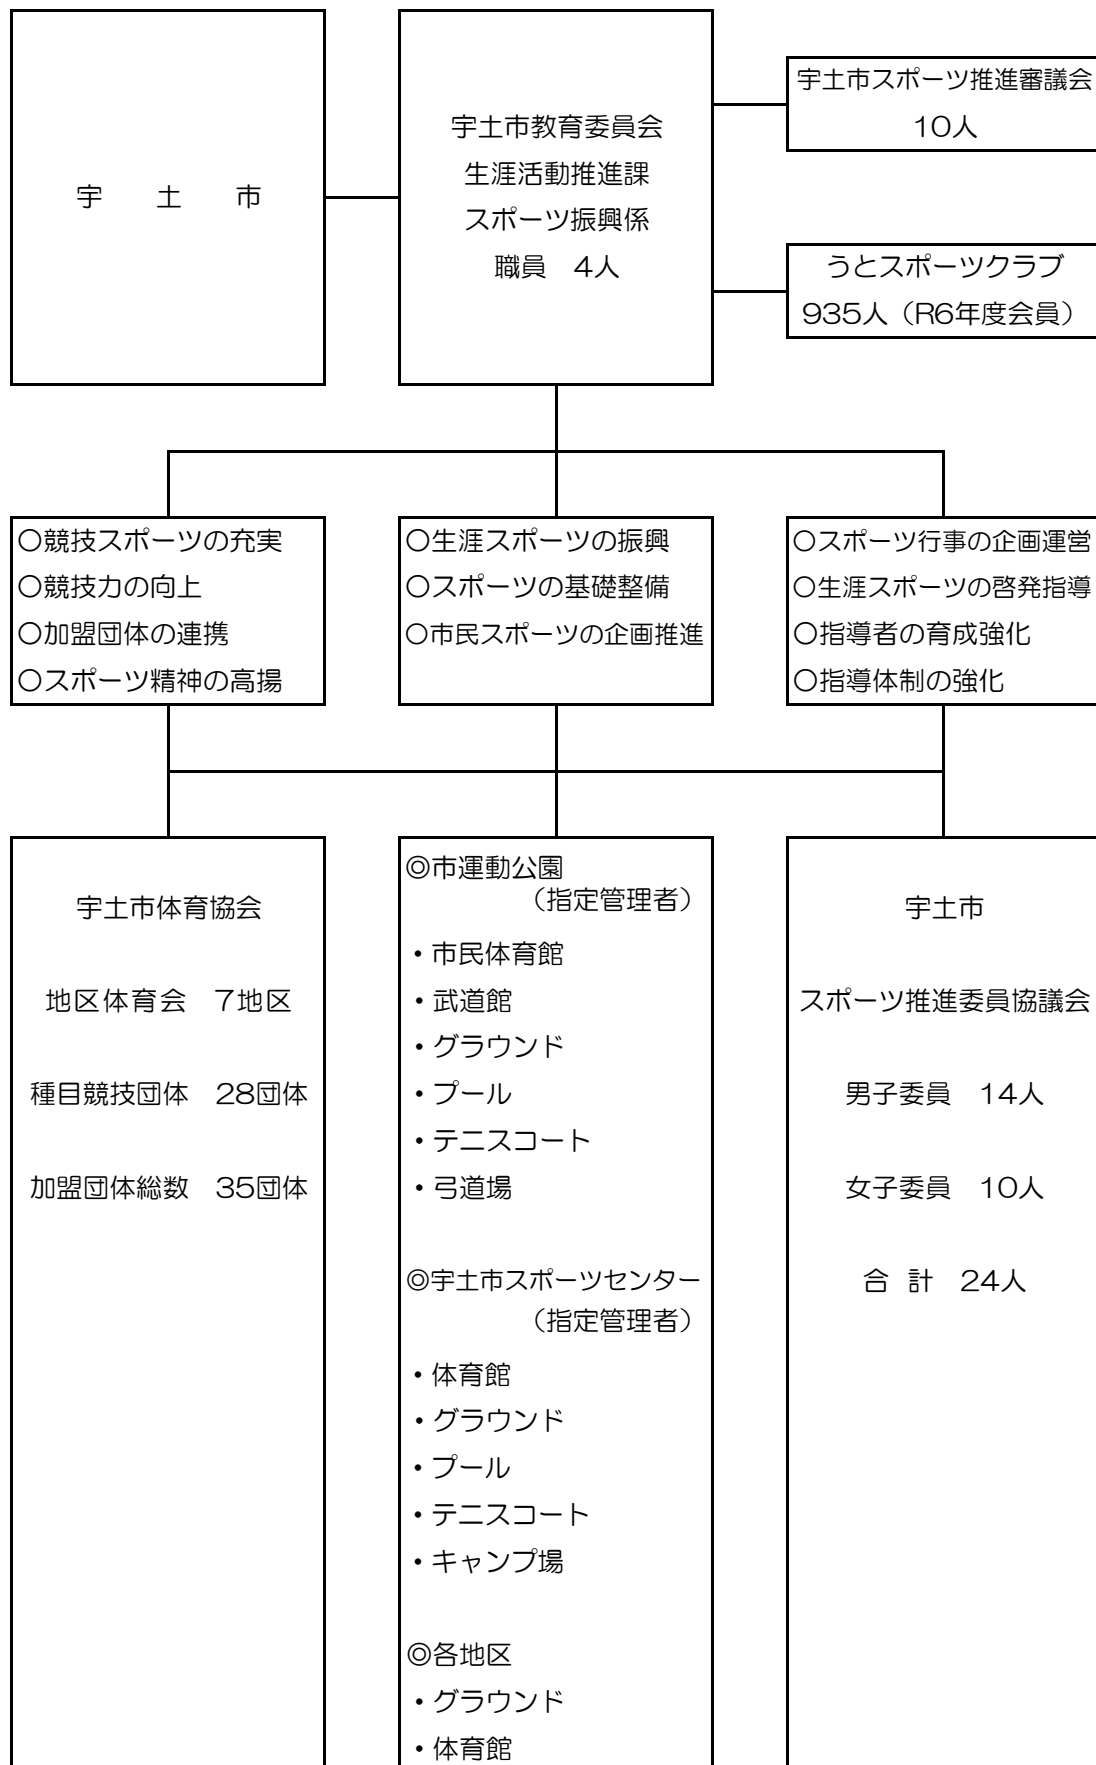 宇　土　市
宇土市教育委員会
生涯活動推進課
スポーツ振興係
職員　4人
宇土市スポーツ推進審議会
10人
うとスポーツクラブ
935人（R6年度会員）
〇競技スポーツの充実
〇競技力の向上
〇加盟団体の連携
〇スポーツ精神の高揚
〇生涯スポーツの振興
〇スポーツの基礎整備
〇市民スポーツの企画推進
〇スポーツ行事の企画運営
〇生涯スポーツの啓発指導
〇指導者の育成強化
〇指導体制の強化
宇土市体育協会
地区体育会　7地区
種目競技団体　28団体
加盟団体総数　35団体
◎市運動公園
（指定管理者）
・市民体育館
・武道館
・グラウンド
・プール
・テニスコート
・弓道場
◎宇土市スポーツセンター
（指定管理者）
・体育館
・グラウンド
・プール
・テニスコート
・キャンプ場
◎各地区
・グラウンド
・体育館
宇土市
スポーツ推進委員協議会
男子委員　14人
女子委員　10人
合 計　24人